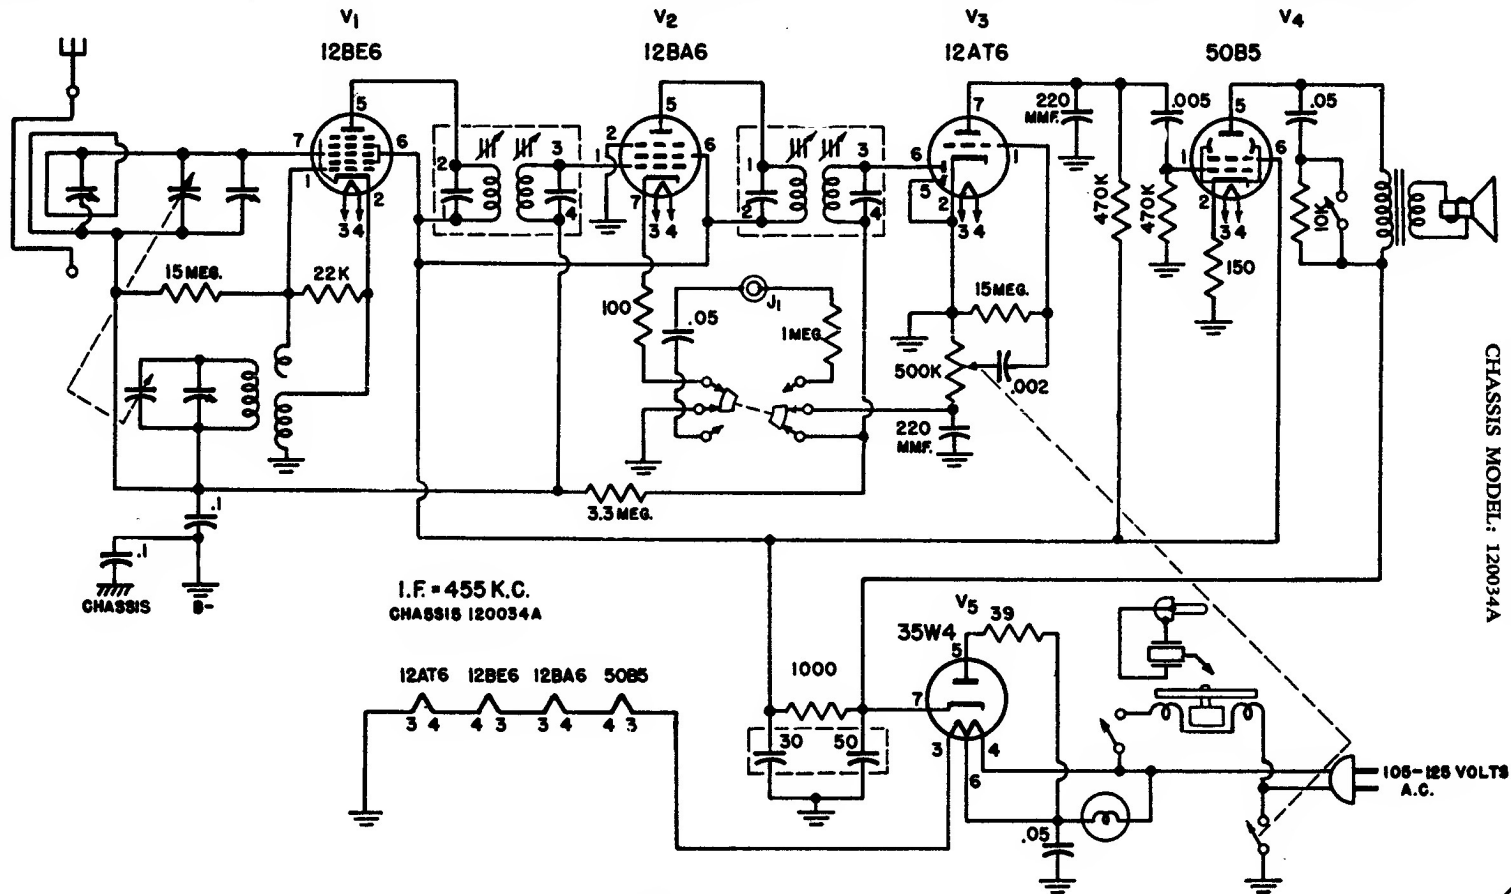 V1
V2
V3
V4
12BE6
12BA6
12AT6
50B5
5
7
6
1
2
3 4
2
3
4
5
2
1
6
7
3 4
1
2
3
4
7
6
5
2
1
3 4
220
MMF.
470K
.005
470K
5
1
6
2
3 4
150
.05
10K
15 MEG.
22K
100
.05
J1
1 MEG.
15 MEG.
500K
.002
220
MMF.
3.3 MEG.
.1
.1
CHASSIS
B-
I.F. = 455 K.C.
CHASSIS 120034A
CHASSIS MODEL: 120034A
12AT6 12BE6 12BA6 50B5
3 4 4 3 3 4 4 3
1000
30
50
V5
35W4
39
5
7
3
4
6
.05
105-125 VOLTS
A.C.